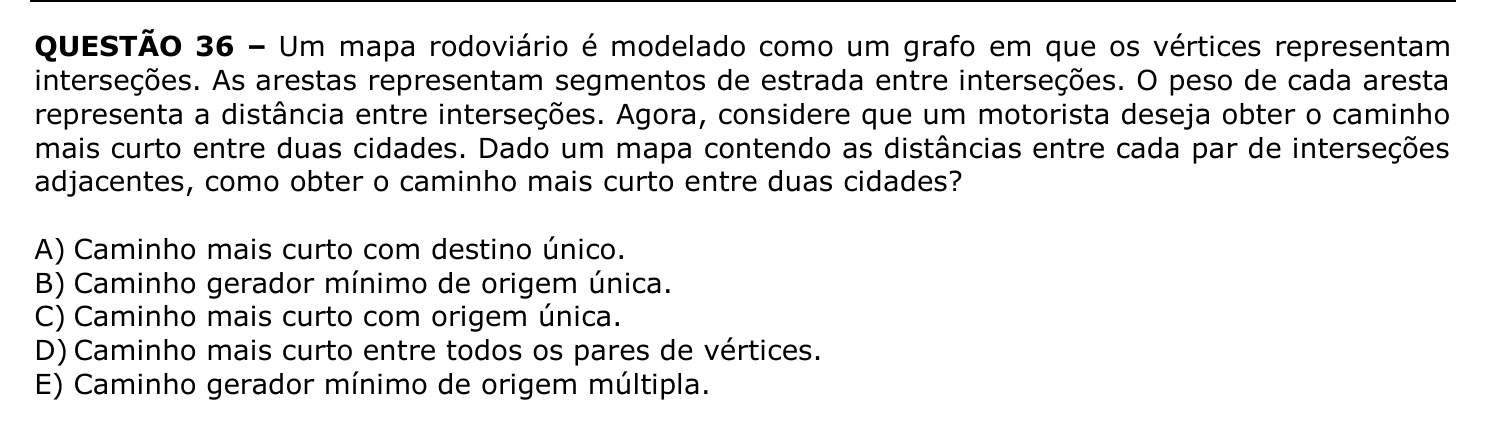 QUESTÃO 36 – Um mapa rodoviário é modelado como um grafo em que os vértices representam
interseções. As arestas representam segmentos de estrada entre interseções. O peso de cada aresta
representa a distância entre interseções. Agora, considere que um motorista deseja obter o caminho
mais curto entre duas cidades. Dado um mapa contendo as distâncias entre cada par de interseções
adjacentes, como obter o caminho mais curto entre duas cidades?
A) Caminho mais curto com destino único.
B) Caminho gerador mínimo de origem única.
C) Caminho mais curto com origem única.
D) Caminho mais curto entre todos os pares de vértices.
E) Caminho gerador mínimo de origem múltipla.